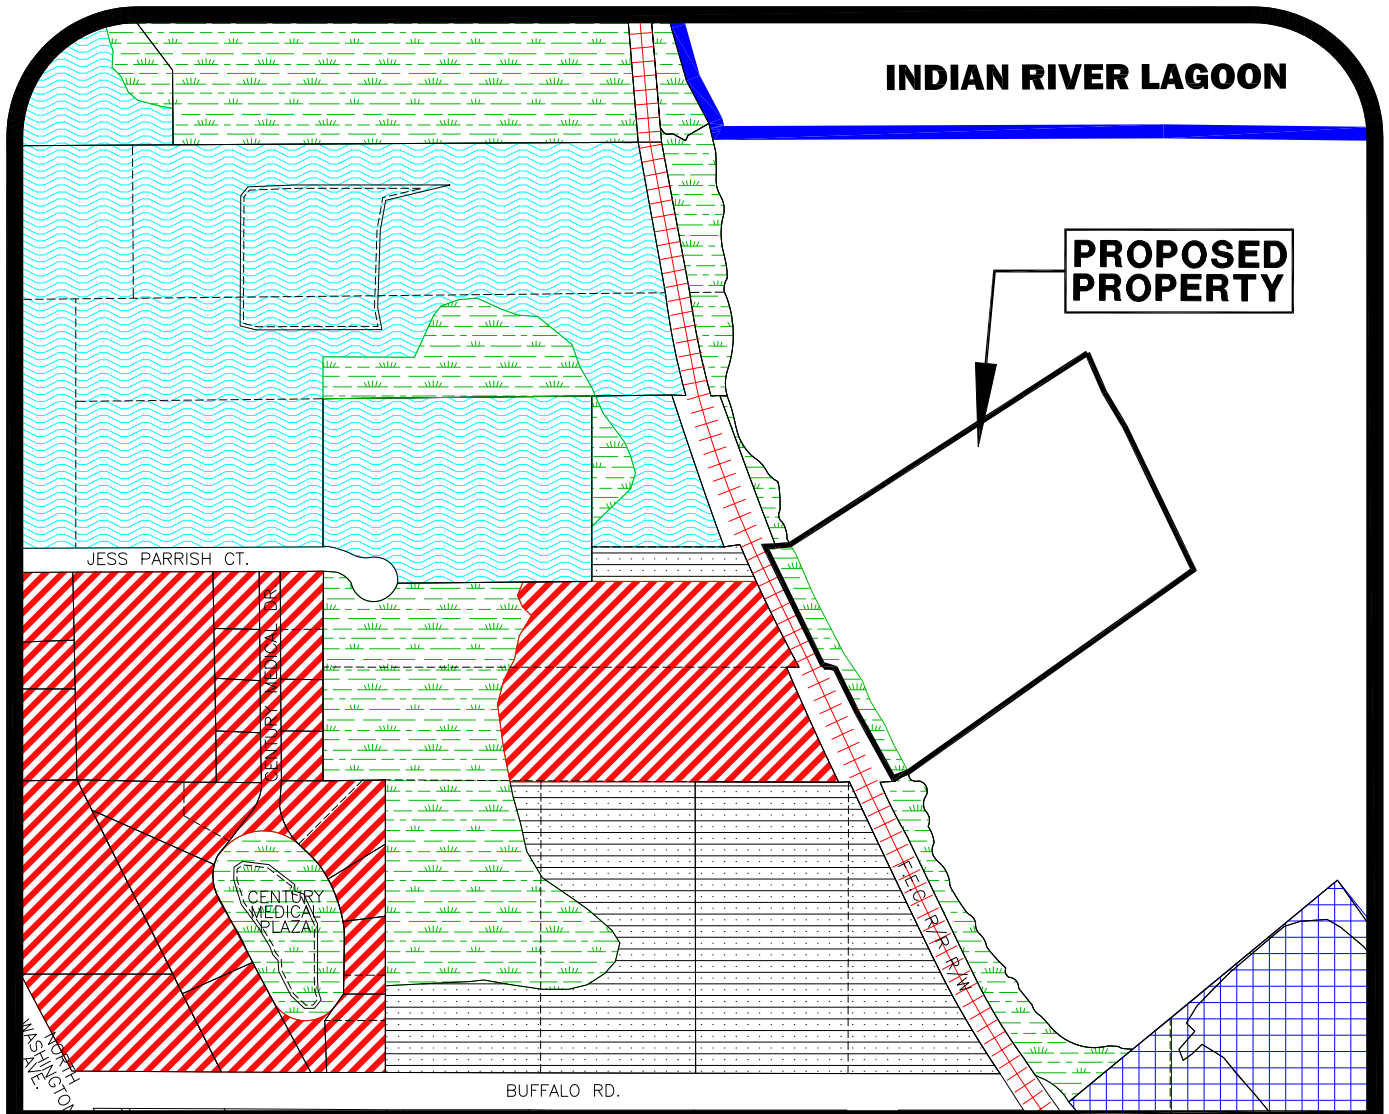 INDIAN RIVER LAGOON
PROPOSED
PROPERTY
JESS PARRISH CT.
CENTURY MEDICAL DR
CENTURY
MEDICAL
PLAZA
F.E.C. R/R R/W
NORTH
WASHINGTON
AVE.
BUFFALO RD.